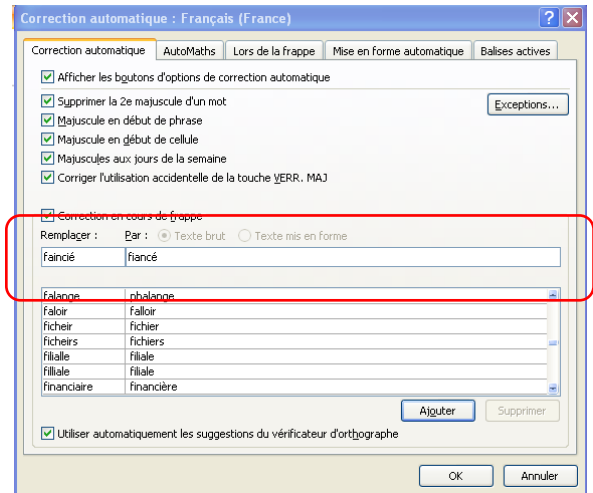 Correction automatique : Français (France)
Correction automatique AutoMaths Lors de la frappe Mise en forme automatique Balises actives
Afficher les boutons d'options de correction automatique
Supprimer la 2e majuscule d'un mot Exceptions...
Majuscule en début de phrase
Majuscule en début de cellule
Majuscules aux jours de la semaine
Corriger l'utilisation accidentelle de la touche VERR. MAJ
Correction en cours de frappe
Remplacer : Par : Texte brut Texte mis en forme
faincié fiancé
falange phalange
faloir falloir
ficheir fichier
ficheirs fichiers
filialle filiale
filliale filiale
financiaire financière
Ajouter Supprimer
Utiliser automatiquement les suggestions du vérificateur d'orthographe
OK Annuler